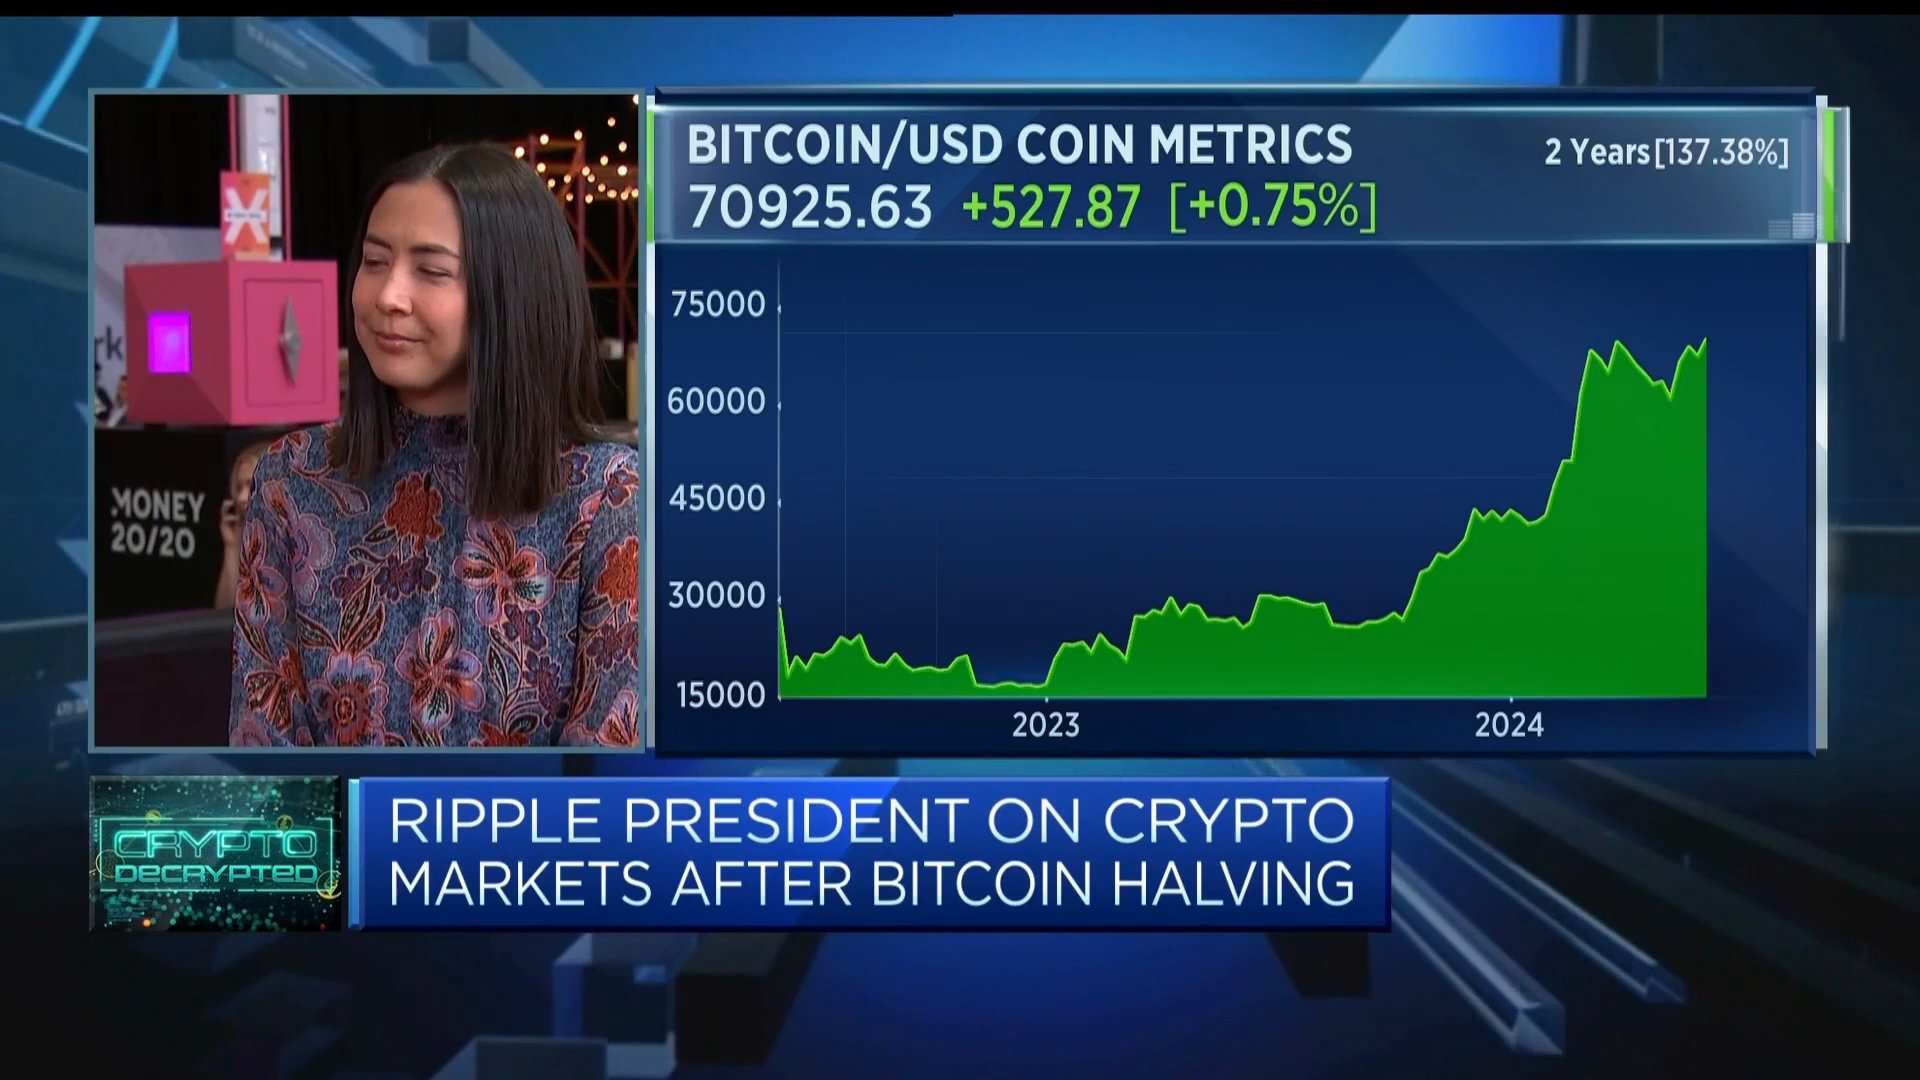 BITCOIN/USD COIN METRICS
2 Years[137.38%]
70925.63 +527.87 [+0.75%]
75000
60000
45000
30000
15000
2023
2024
rk
MONEY
20/20
CRYPTO
DECRYPTED
RIPPLE PRESIDENT ON CRYPTO
MARKETS AFTER BITCOIN HALVING